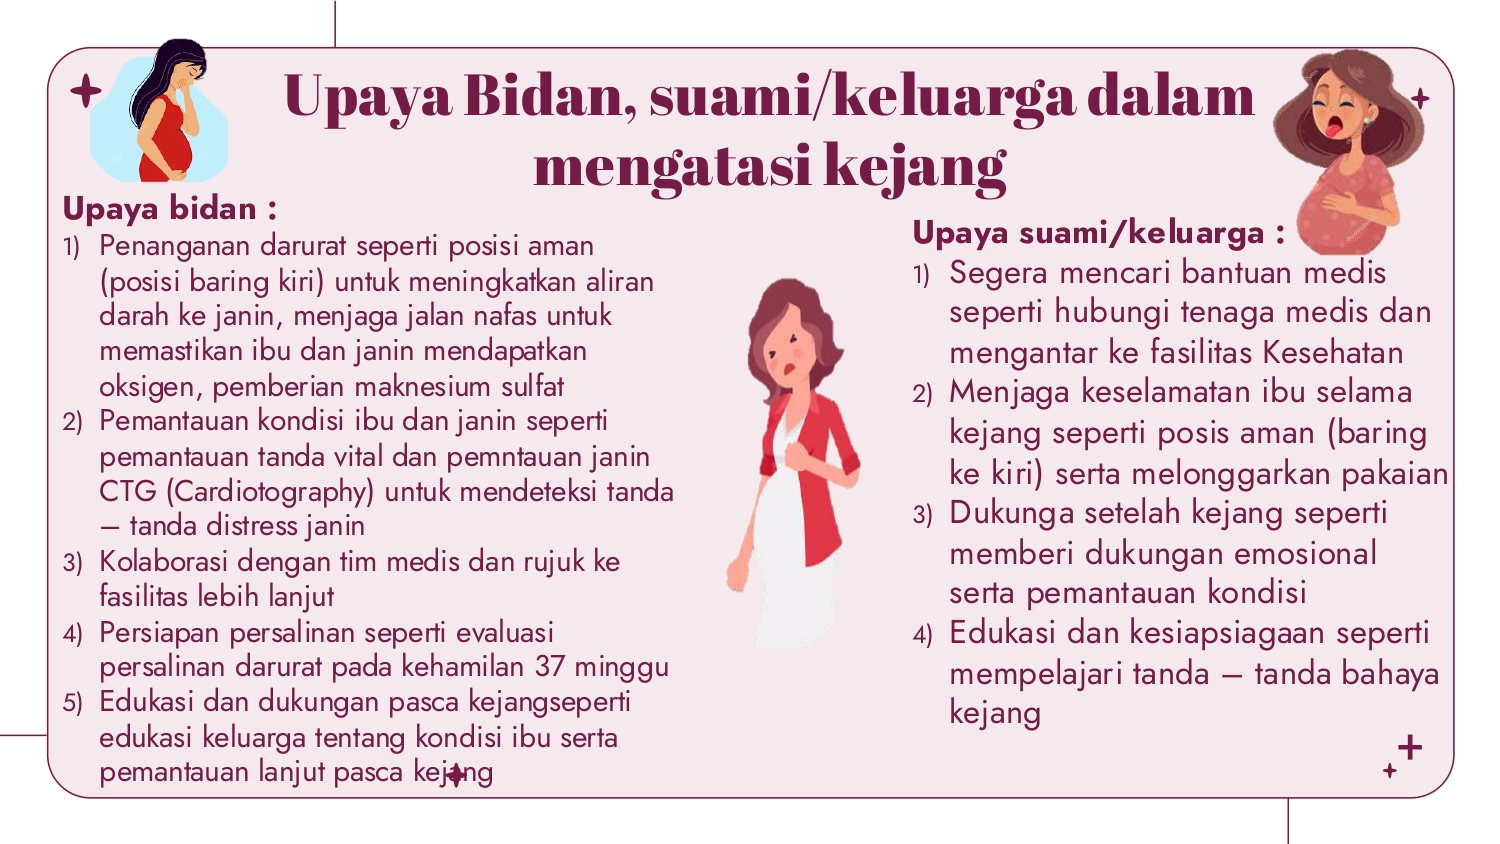 Upaya Bidan, suami/keluarga dalam
mengatasi kejang
Upaya bidan :
1) Penanganan darurat seperti posisi aman
(posisi baring kiri) untuk meningkatkan aliran
darah ke janin, menjaga jalan nafas untuk
memastikan ibu dan janin mendapatkan
oksigen, pemberian maknesium sulfat
2) Pemantauan kondisi ibu dan janin seperti
pemantauan tanda vital dan pemntauan janin
CTG (Cardiotography) untuk mendeteksi tanda
– tanda distress janin
3) Kolaborasi dengan tim medis dan rujuk ke
fasilitas lebih lanjut
4) Persiapan persalinan seperti evaluasi
persalinan darurat pada kehamilan 37 minggu
5) Edukasi dan dukungan pasca kejangseperti
edukasi keluarga tentang kondisi ibu serta
pemantauan lanjut pasca kejang
Upaya suami/keluarga :
1) Segera mencari bantuan medis
seperti hubungi tenaga medis dan
mengantar ke fasilitas Kesehatan
2) Menjaga keselamatan ibu selama
kejang seperti posis aman (baring
ke kiri) serta melonggarkan pakaian
3) Dukunga setelah kejang seperti
memberi dukungan emosional
serta pemantauan kondisi
4) Edukasi dan kesiapsiagaan seperti
mempelajari tanda – tanda bahaya
kejang